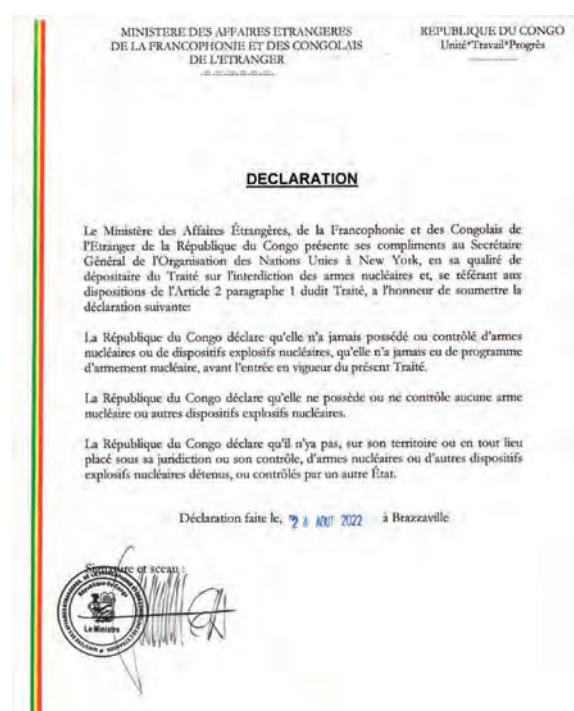 MINISTERE DES AFFAIRES ETRANGERES
DE LA FRANCOPHONIE ET DES CONGOLAIS
DE L'ETRANGER
REPUBLIQUE DU CONGO
Unité*Travail*Progrès
DECLARATION
Le Ministère des Affaires Étrangères, de la Francophonie et des Congolais de
l'Etranger de la République du Congo présente ses compliments au Secrétaire
Général de l'Organisation des Nations Unies à New York, en sa qualité de
dépositaire du Traité sur l'interdiction des armes nucléaires et, se référant aux
dispositions de l'Article 2 paragraphe 1 dudit Traité, a l'honneur de soumettre la
déclaration suivante:
La République du Congo déclare qu'elle n'a jamais possédé ou contrôlé d'armes
nucléaires ou de dispositifs explosifs nucléaires, qu'elle n'a jamais eu de programme
d'armement nucléaire, avant l'entrée en vigueur du présent Traité.
La République du Congo déclare qu'elle ne possède ou ne contrôle aucune arme
nucléaire ou autres dispositifs explosifs nucléaires.
La République du Congo déclare qu'il n'ya pas, sur son territoire ou en tout lieu
placé sous sa juridiction ou son contrôle, d'armes nucléaires ou d'autres dispositifs
explosifs nucléaires détenus, ou contrôlés par un autre État.
Déclaration faite le, AOUT 2022 à Brazzaville
Signature et sceau :
République du Congo
Le Ministre